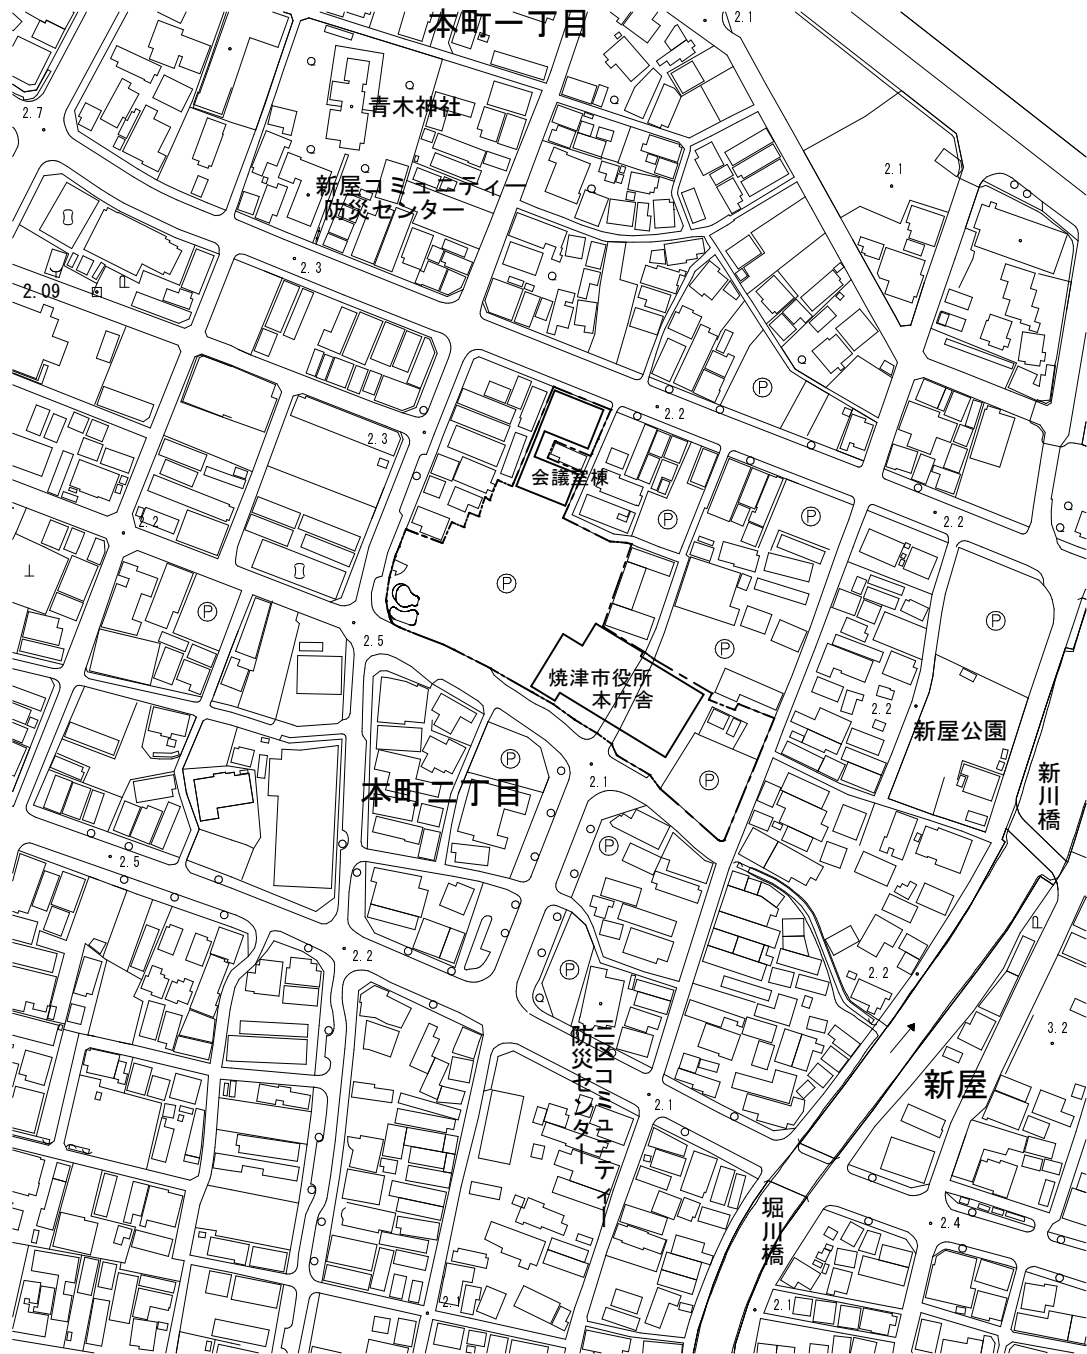 本町一丁目
2.1
2.7
青木神社
2.1
新屋コミュニティー
防災センター
2.3
2.09
2.2
2.3
P
会議室棟
P
P
2.2
2.2
P
P
P
2.5
P
焼津市役所
本庁舎
2.2
新屋公園
P
本町二丁目
2.1
P
新川橋
P
2.5
2.2
P
2.2
三区コミュニティー
防災センター
3.2
新屋
2.1
堀川橋
2.4
2.1
2.1